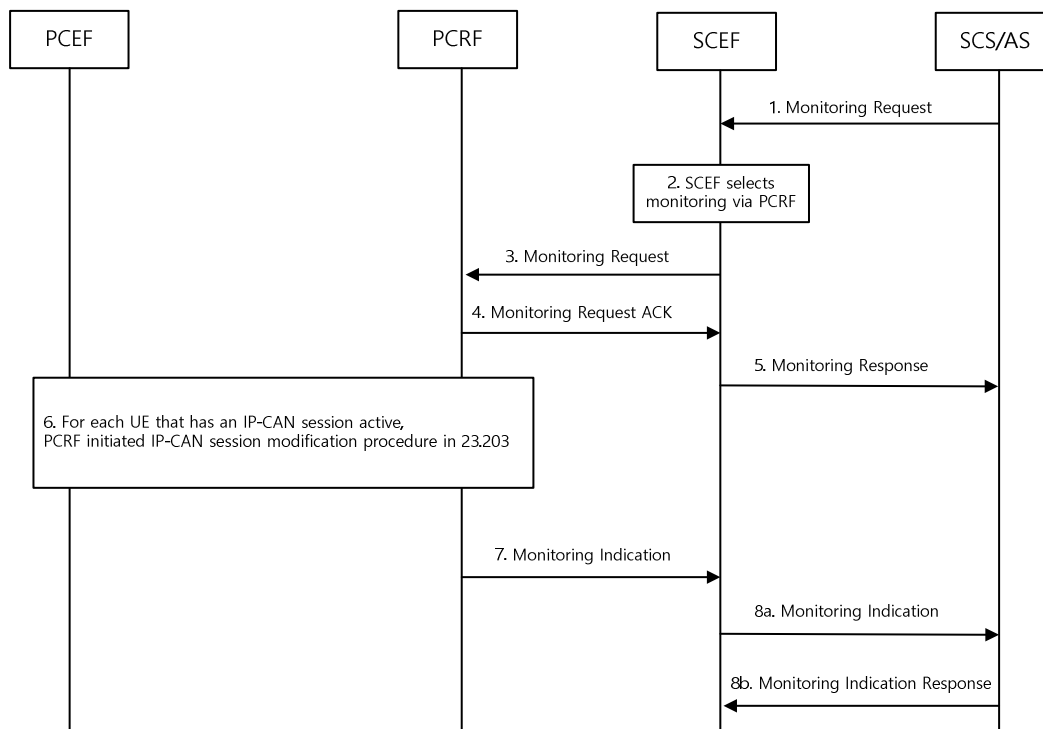 PCEF
PCRF
SCEF
SCS/AS
1. Monitoring Request
2. SCEF selects
monitoring via PCRF
3. Monitoring Request
4. Monitoring Request ACK
5. Monitoring Response
6. For each UE that has an IP-CAN session active,
PCRF initiated IP-CAN session modification procedure in 23.203
7. Monitoring Indication
8a. Monitoring Indication
8b. Monitoring Indication Response